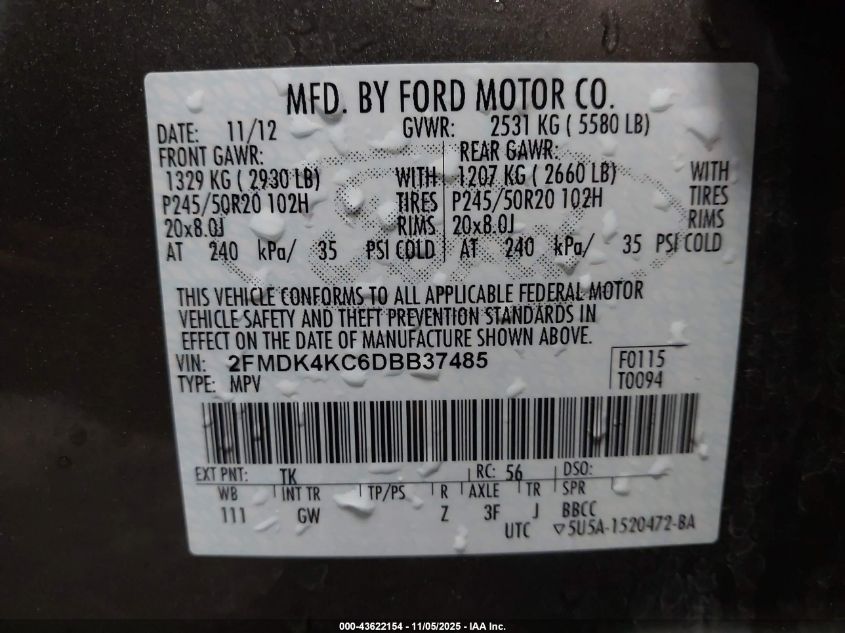 MFD. BY FORD MOTOR CO.
DATE: 11/12 GVWR: 2531 KG ( 5580 LB)
FRONT GAWR: REAR GAWR:
1329 KG ( 2930 LB) WITH 1207 KG ( 2660 LB) WITH
P245/50R20 102H TIRES P245/50R20 102H TIRES
20x8.0J RIMS 20x8.0J RIMS
AT 240 kPa/ 35 PSI COLD AT 240 kPa/ 35 PSI COLD
THIS VEHICLE CONFORMS TO ALL APPLICABLE FEDERAL MOTOR
VEHICLE SAFETY AND THEFT PREVENTION STANDARDS IN
EFFECT ON THE DATE OF MANUFACTURE SHOWN ABOVE.
VIN: 2FMDK4KC6DBB37485 F0115
TYPE: MPV T0094
EXT PNT: TK RC: 56 DSO:
WB INT TR TP/PS R AXLE TR SPR
111 GW Z 3F J BBCC
UTC ▽5U5A-1520472-BA
000-43622154 - 11/05/2025 - IAA Inc.